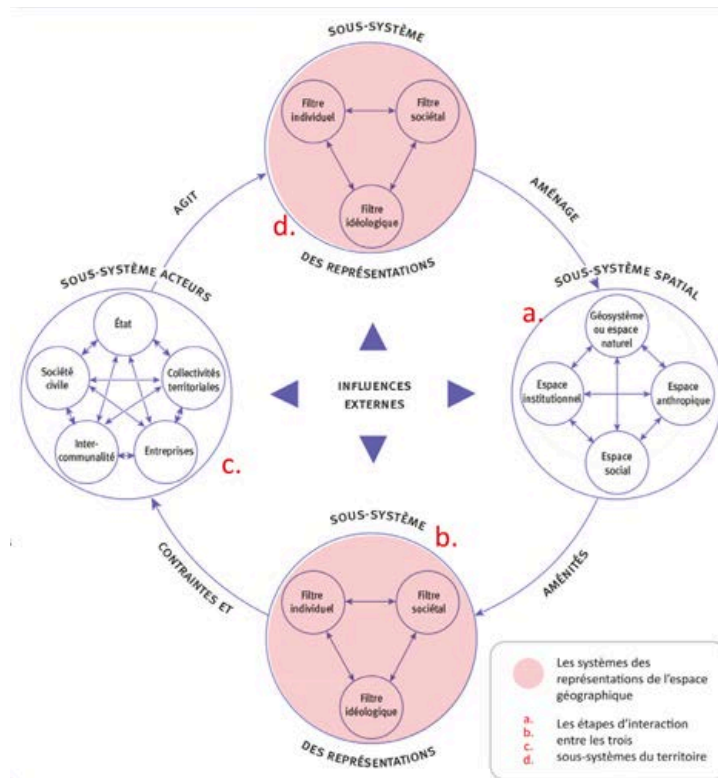 SOUS-SYSTÈME
Filtre
individuel
Filtre
sociétal
Filtre
idéologique
d.
DES REPRÉSENTATIONS
AGIT
AMÉNAGE
SOUS-SYSTÈME ACTEURS
État
Société
civile
Collectivités
territoriales
Inter-
communalité
Entreprises
c.
INFLUENCES
EXTERNES
SOUS-SYSTÈME SPATIAL
a.
Géosystème
ou espace
naturel
Espace
institutionnel
Espace
anthropique
Espace
social
CONTRAINTES ET
AMÉNITÉS
SOUS-SYSTÈME
b.
Filtre
individuel
Filtre
sociétal
Filtre
idéologique
DES REPRÉSENTATIONS
Les systèmes des
représentations de l'espace
géographique
a.
b. Les étapes d'interaction
c. entre les trois
d. sous-systèmes du territoire